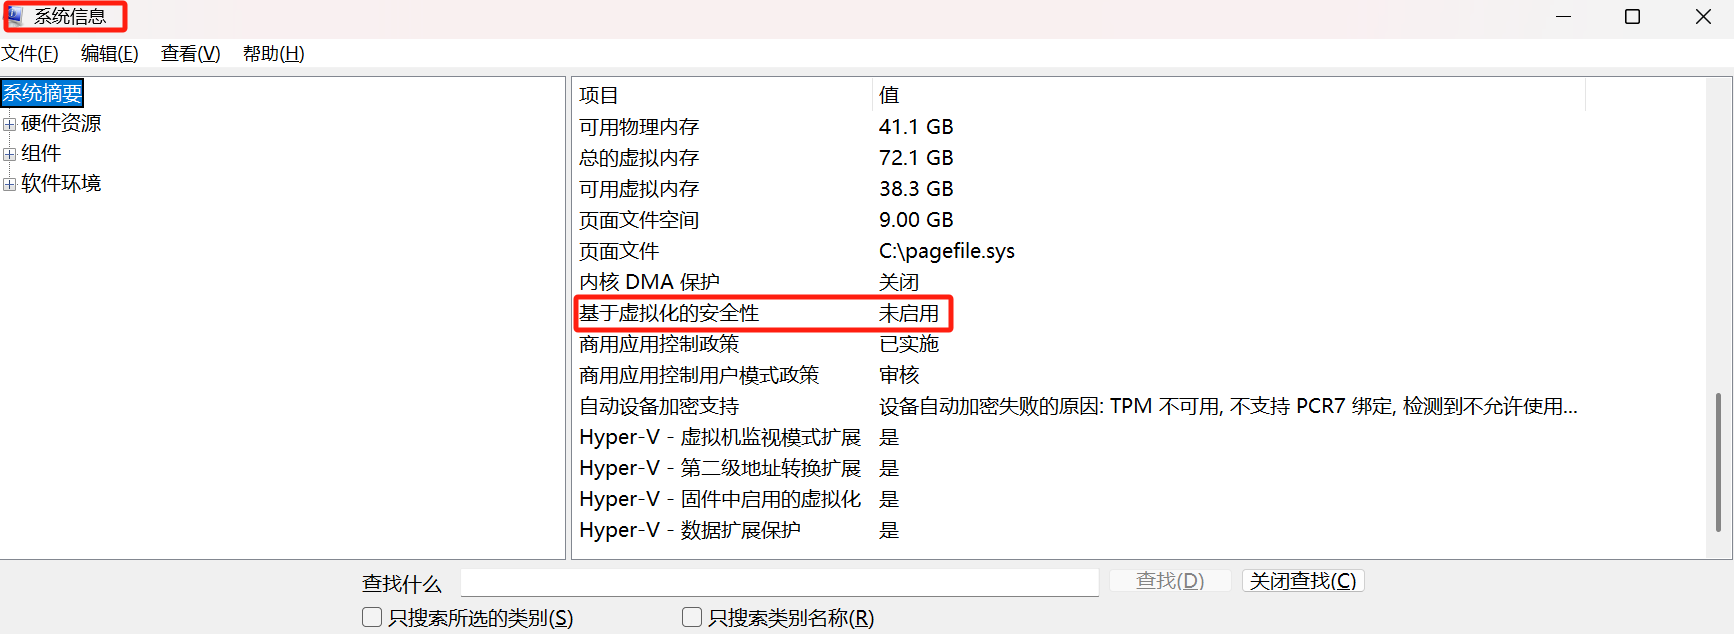 系统信息
文件(F) 编辑(E) 查看(V) 帮助(H)
系统摘要
硬件资源
组件
软件环境
项目 值
可用物理内存 41.1 GB
总的虚拟内存 72.1 GB
可用虚拟内存 38.3 GB
页面文件空间 9.00 GB
页面文件 C:\pagefile.sys
内核 DMA 保护 关闭
基于虚拟化的安全性 未启用
商用应用控制政策 已实施
商用应用控制用户模式政策 审核
自动设备加密支持 设备自动加密失败的原因: TPM 不可用, 不支持 PCR7 绑定, 检测到不允许使用...
Hyper-V - 虚拟机监视模式扩展 是
Hyper-V - 第二级地址转换扩展 是
Hyper-V - 固件中启用的虚拟化 是
Hyper-V - 数据扩展保护 是
查找什么 查找(D) 关闭查找(C)
只搜索所选的类别(S) 只搜索类别名称(R)